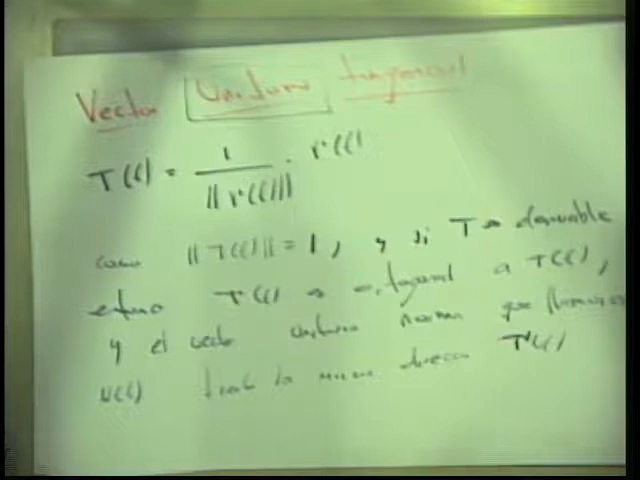 Vector Unitario tangencial
T(t) = 1 / || r'(t) || · r'(t)
como || T(t) || = 1, y si T es derivable
entonces T'(t) es ortogonal a T(t),
y el vector unitario normal que llamamos
N(t) tiene la misma dirección T'(t)